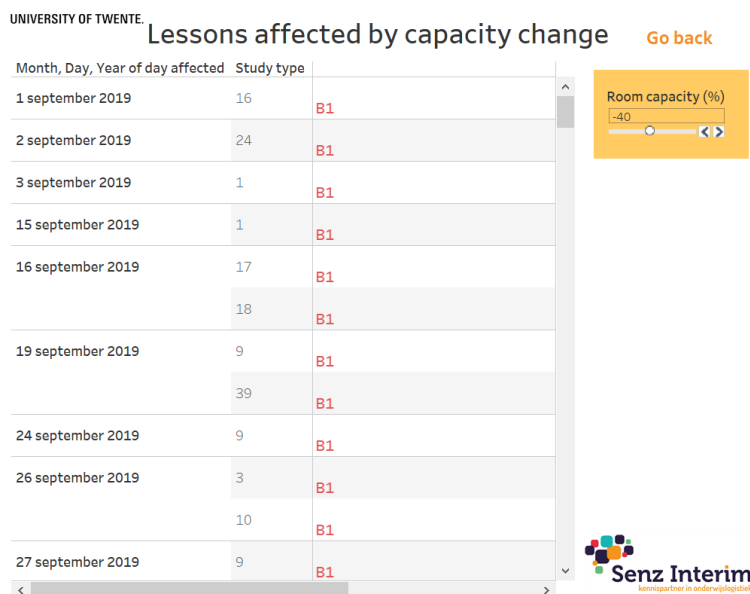 UNIVERSITY OF TWENTE.
Lessons affected by capacity change
Go back
Month, Day, Year of day affected Study type
1 september 2019 16 B1
2 september 2019 24 B1
3 september 2019 1 B1
15 september 2019 1 B1
16 september 2019 17 B1
18 B1
19 september 2019 9 B1
39 B1
24 september 2019 9 B1
26 september 2019 3 B1
10 B1
27 september 2019 9 B1
Room capacity (%)
-40
Senz Interim
kennispartner in onderwijslogistiek